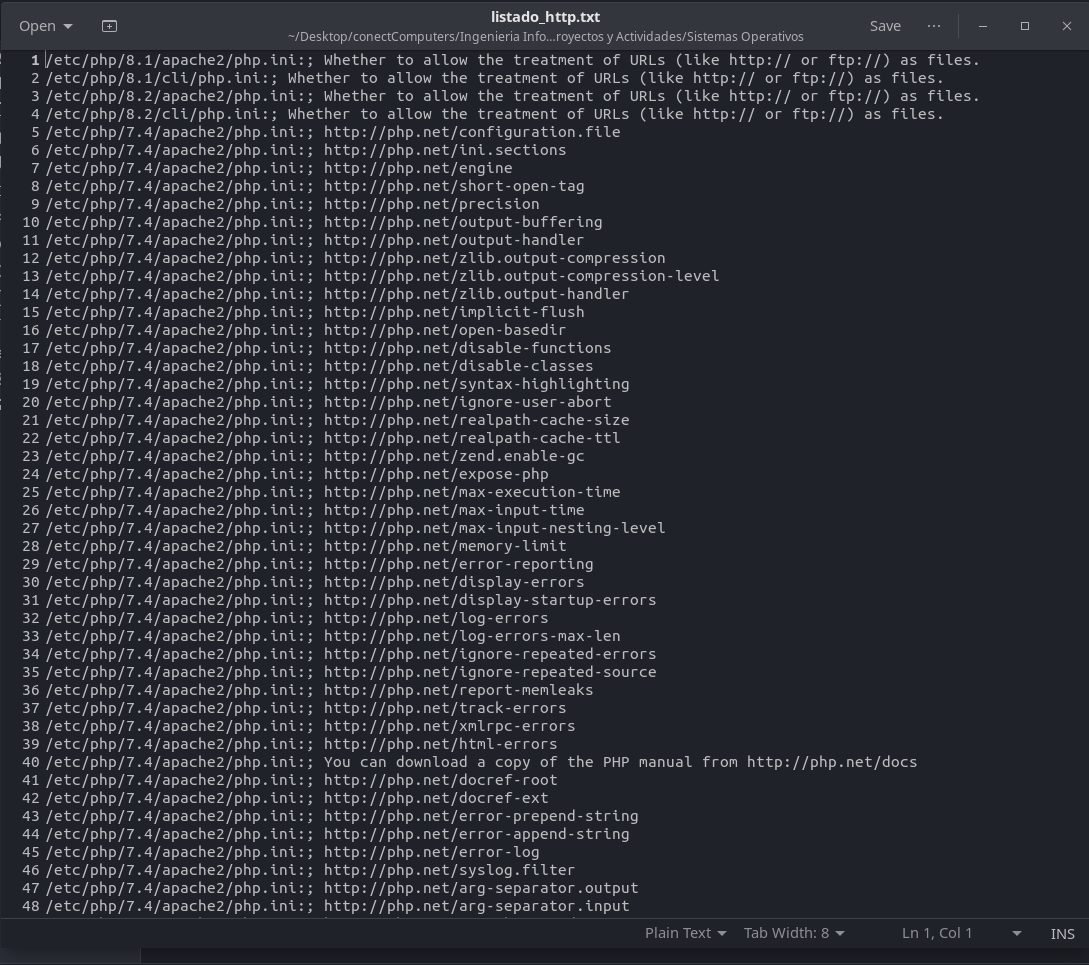 Open
listado_http.txt
~/Desktop/conectComputers/Ingenieria Info...royectos y Actividades/Sistemas Operativos
Save
1 /etc/php/8.1/apache2/php.ini:; Whether to allow the treatment of URLs (like http:// or ftp://) as files.
2 /etc/php/8.1/cli/php.ini:; Whether to allow the treatment of URLs (like http:// or ftp://) as files.
3 /etc/php/8.2/apache2/php.ini:; Whether to allow the treatment of URLs (like http:// or ftp://) as files.
4 /etc/php/8.2/cli/php.ini:; Whether to allow the treatment of URLs (like http:// or ftp://) as files.
5 /etc/php/7.4/apache2/php.ini:; http://php.net/configuration.file
6 /etc/php/7.4/apache2/php.ini:; http://php.net/ini.sections
7 /etc/php/7.4/apache2/php.ini:; http://php.net/engine
8 /etc/php/7.4/apache2/php.ini:; http://php.net/short-open-tag
9 /etc/php/7.4/apache2/php.ini:; http://php.net/precision
10 /etc/php/7.4/apache2/php.ini:; http://php.net/output-buffering
11 /etc/php/7.4/apache2/php.ini:; http://php.net/output-handler
12 /etc/php/7.4/apache2/php.ini:; http://php.net/zlib.output-compression
13 /etc/php/7.4/apache2/php.ini:; http://php.net/zlib.output-compression-level
14 /etc/php/7.4/apache2/php.ini:; http://php.net/zlib.output-handler
15 /etc/php/7.4/apache2/php.ini:; http://php.net/implicit-flush
16 /etc/php/7.4/apache2/php.ini:; http://php.net/open-basedir
17 /etc/php/7.4/apache2/php.ini:; http://php.net/disable-functions
18 /etc/php/7.4/apache2/php.ini:; http://php.net/disable-classes
19 /etc/php/7.4/apache2/php.ini:; http://php.net/syntax-highlighting
20 /etc/php/7.4/apache2/php.ini:; http://php.net/ignore-user-abort
21 /etc/php/7.4/apache2/php.ini:; http://php.net/realpath-cache-size
22 /etc/php/7.4/apache2/php.ini:; http://php.net/realpath-cache-ttl
23 /etc/php/7.4/apache2/php.ini:; http://php.net/zend.enable-gc
24 /etc/php/7.4/apache2/php.ini:; http://php.net/expose-php
25 /etc/php/7.4/apache2/php.ini:; http://php.net/max-execution-time
26 /etc/php/7.4/apache2/php.ini:; http://php.net/max-input-time
27 /etc/php/7.4/apache2/php.ini:; http://php.net/max-input-nesting-level
28 /etc/php/7.4/apache2/php.ini:; http://php.net/memory-limit
29 /etc/php/7.4/apache2/php.ini:; http://php.net/error-reporting
30 /etc/php/7.4/apache2/php.ini:; http://php.net/display-errors
31 /etc/php/7.4/apache2/php.ini:; http://php.net/display-startup-errors
32 /etc/php/7.4/apache2/php.ini:; http://php.net/log-errors
33 /etc/php/7.4/apache2/php.ini:; http://php.net/log-errors-max-len
34 /etc/php/7.4/apache2/php.ini:; http://php.net/ignore-repeated-errors
35 /etc/php/7.4/apache2/php.ini:; http://php.net/ignore-repeated-source
36 /etc/php/7.4/apache2/php.ini:; http://php.net/report-memleaks
37 /etc/php/7.4/apache2/php.ini:; http://php.net/track-errors
38 /etc/php/7.4/apache2/php.ini:; http://php.net/xmlrpc-errors
39 /etc/php/7.4/apache2/php.ini:; http://php.net/html-errors
40 /etc/php/7.4/apache2/php.ini:; You can download a copy of the PHP manual from http://php.net/docs
41 /etc/php/7.4/apache2/php.ini:; http://php.net/docref-root
42 /etc/php/7.4/apache2/php.ini:; http://php.net/docref-ext
43 /etc/php/7.4/apache2/php.ini:; http://php.net/error-prepend-string
44 /etc/php/7.4/apache2/php.ini:; http://php.net/error-append-string
45 /etc/php/7.4/apache2/php.ini:; http://php.net/error-log
46 /etc/php/7.4/apache2/php.ini:; http://php.net/syslog.filter
47 /etc/php/7.4/apache2/php.ini:; http://php.net/arg-separator.output
48 /etc/php/7.4/apache2/php.ini:; http://php.net/arg-separator.input
Plain Text Tab Width: 8 Ln 1, Col 1 INS